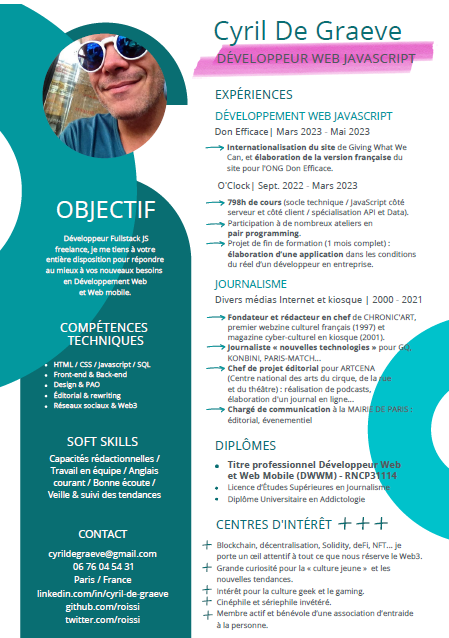 Cyril De Graeve
DÉVELOPPEUR WEB JAVASCRIPT
OBJECTIF
Développeur Fullstack JS
freelance, je me tiens à votre
entière disposition pour répondre
au mieux à vos nouveaux besoins
en Développement Web
et Web mobile.
COMPÉTENCES
TECHNIQUES
• HTML / CSS / Javascript / SQL
• Front-end & Back-end
• Design & PAO
• Éditorial & rewriting
• Réseaux sociaux & Web3
SOFT SKILLS
Capacités rédactionnelles /
Travail en équipe / Anglais
courant / Bonne écoute /
Veille & suivi des tendances
CONTACT
cyrildegraeve@gmail.com
06 76 04 54 31
Paris / France
linkedin.com/in/cyril-de-graeve
github.com/roissi
twitter.com/roissi
EXPÉRIENCES
DÉVELOPPEMENT WEB JAVASCRIPT
Don Efficace| Mars 2023 - Mai 2023
Internationalisation du site de Giving What We
Can, et élaboration de la version française du
site pour l'ONG Don Efficace.
O'Clock| Sept. 2022 - Mars 2023
798h de cours (socle technique / JavaScript côté
serveur et côté client / spécialisation API et Data).
Participation à de nombreux ateliers en
pair programming.
Projet de fin de formation (1 mois complet) :
élaboration d'une application dans les conditions
du réel d'un développeur en entreprise.
JOURNALISME
Divers médias Internet et kiosque | 2000 - 2021
Fondateur et rédacteur en chef de CHRONIC'ART,
premier webzine culturel français (1997) et
magazine cyber-culturel en kiosque (2001).
Journaliste « nouvelles technologies » pour GQ,
KONBINI, PARIS-MATCH...
Chef de projet éditorial pour ARTCENA
(Centre national des arts du cirque, de la rue
et du théâtre) : réalisation de podcasts,
élaboration d'un journal en ligne...
Chargé de communication à la MAIRIE DE PARIS :
éditorial, évenementiel
DIPLÔMES
• Titre professionnel Développeur Web
et Web Mobile (DWWM) - RNCP31114
• Licence d'Études Supérieures en Journalisme
• Diplôme Universitaire en Addictologie
CENTRES D'INTÉRÊT
Blockchain, décentralisation, Solidity, deFi, NFT... je
porte un œil attentif à tout ce que nous réserve le Web3.
Grande curiosité pour la « culture jeune » et les
nouvelles tendances.
Intérêt pour la culture geek et le gaming.
Cinéphile et sériephile invétéré.
Membre actif et bénévole d'une association d'entraide
à la personne.